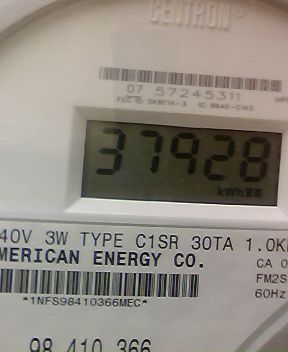 CENTRON®
07 57245311
37928
kWh
40V 3W TYPE C1SR 30TA 1.0K
MERICAN ENERGY CO.
CA 0
FM2S
60Hz
*1NFS98410366MEC*
98 410 366